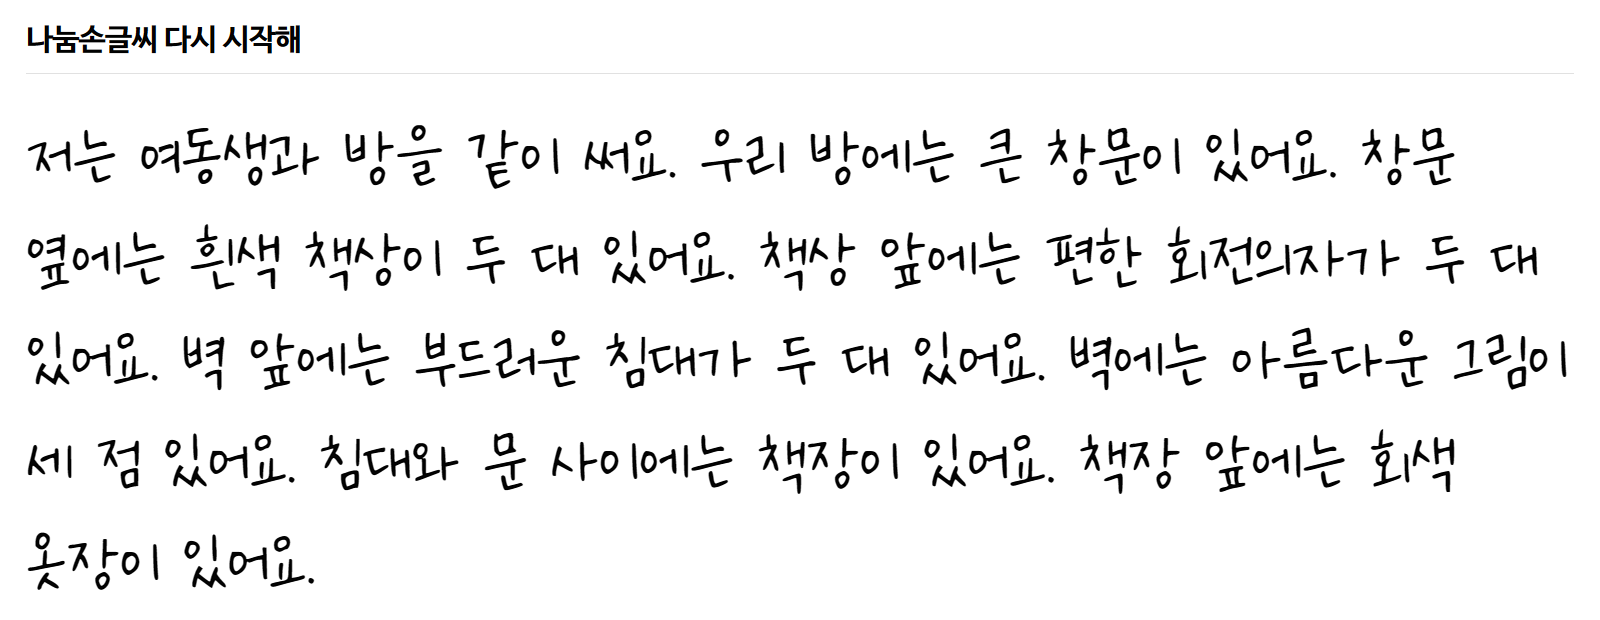 나눔손글씨 다시 시작해
저는 여동생과 방을 같이 써요. 우리 방에는 큰 창문이 있어요. 창문
옆에는 흰색 책상이 두 대 있어요. 책상 앞에는 편한 회전의자가 두 대
있어요. 벽 앞에는 부드러운 침대가 두 대 있어요. 벽에는 아름다운 그림이
세 점 있어요. 침대와 문 사이에는 책장이 있어요. 책장 앞에는 회색
옷장이 있어요.